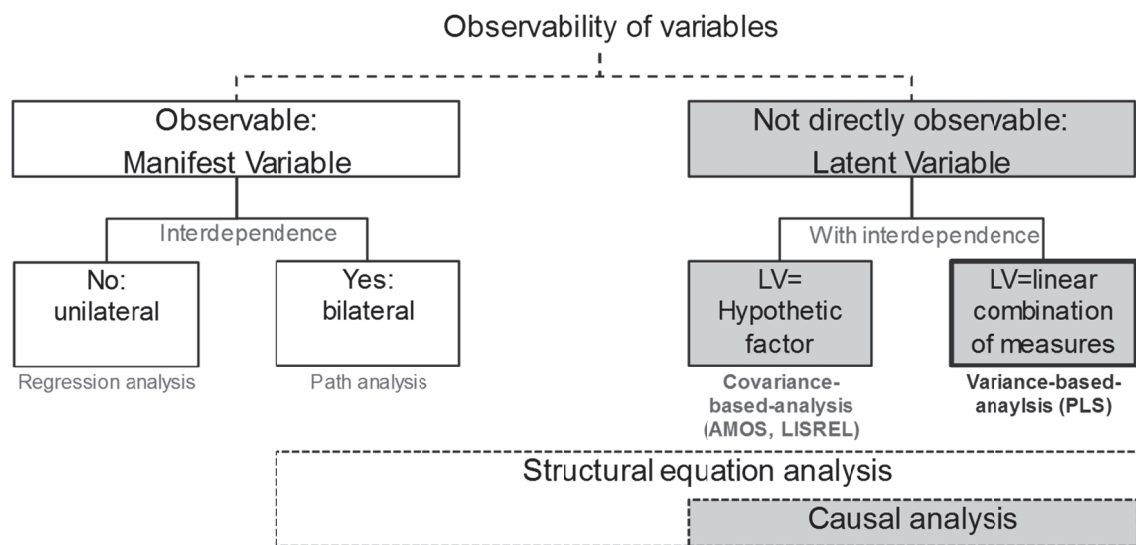 Observability of variables
Observable:
Manifest Variable
Not directly observable:
Latent Variable
Interdependence
With interdependence
No:
unilateral
Yes:
bilateral
LV=
Hypothetic
factor
LV=linear
combination
of measures
Regression analysis
Path analysis
Covariance-
based-analysis
(AMOS, LISREL)
Variance-based-
anaylsis (PLS)
Structural equation analysis
Causal analysis